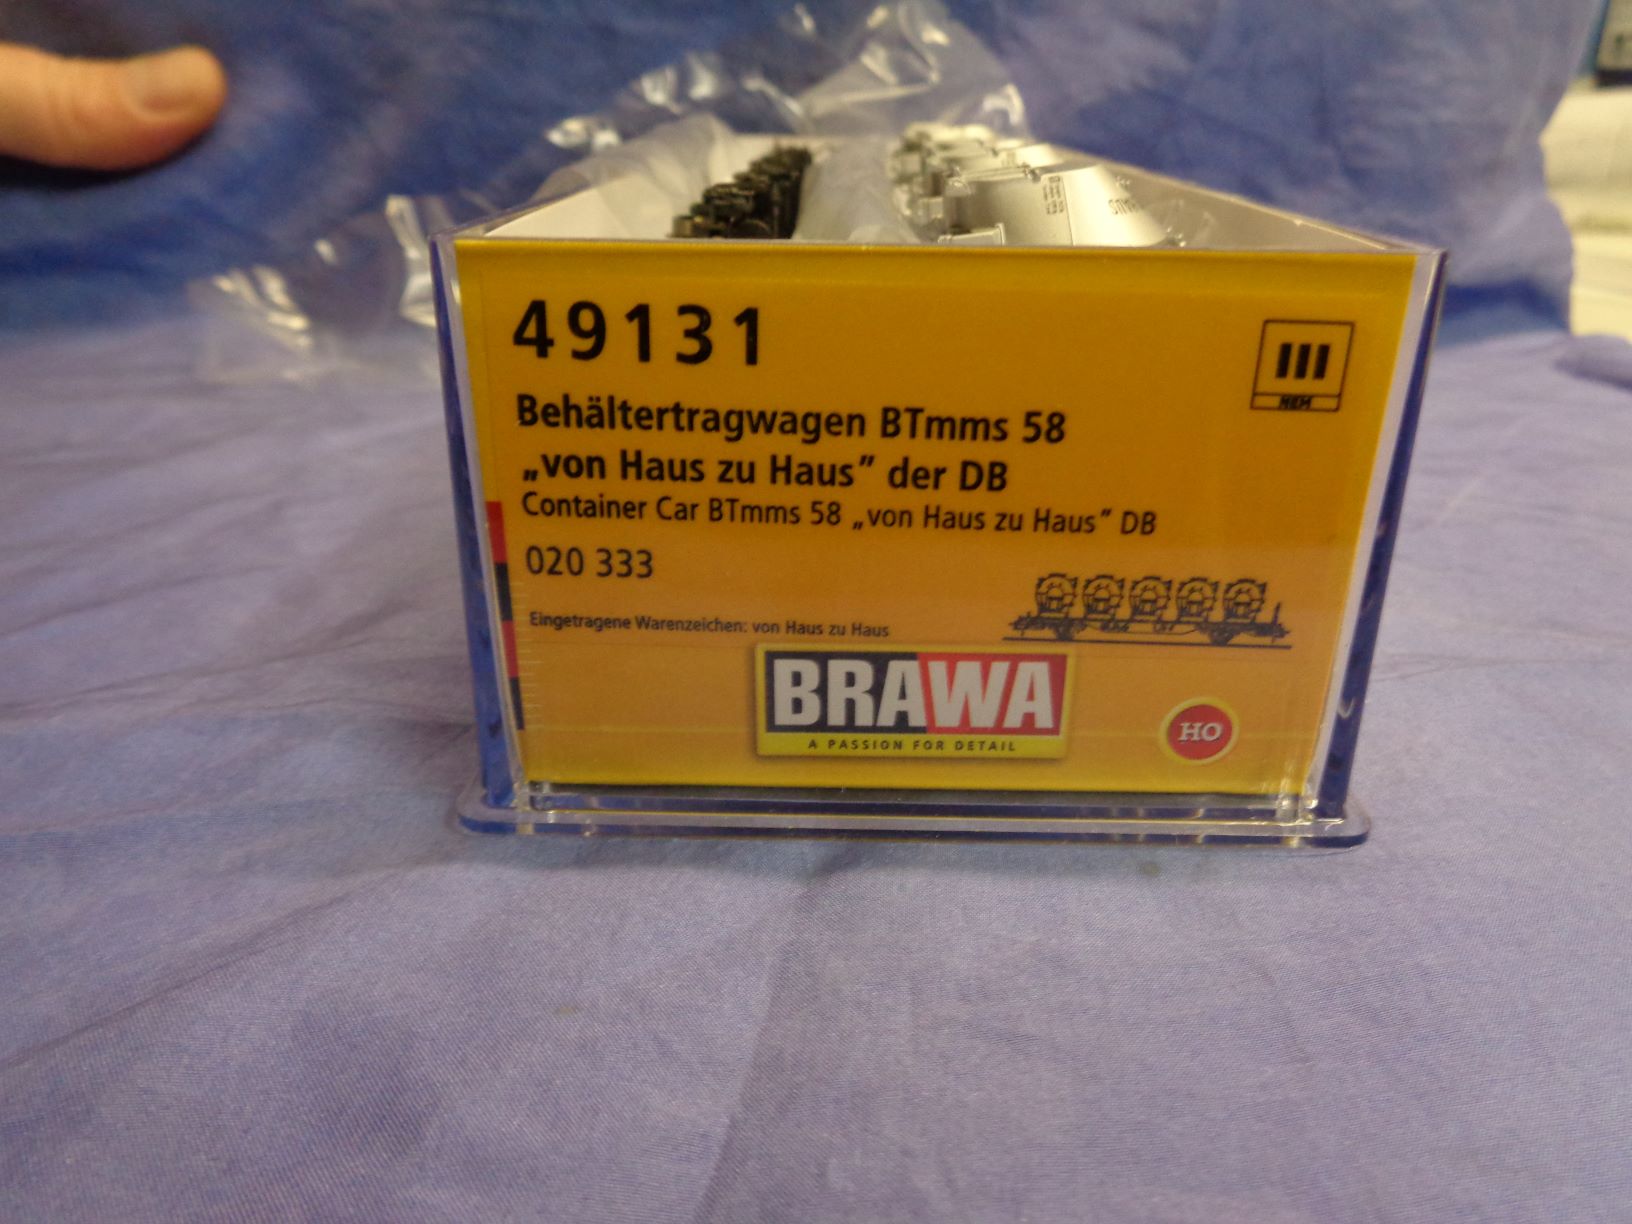 49131
III
NEM
Behältertragwagen BTmms 58
„von Haus zu Haus” der DB
Container Car BTmms 58 „von Haus zu Haus” DB
020 333
Eingetragene Warenzeichen: von Haus zu Haus
BRAWA
A PASSION FOR DETAIL
HO